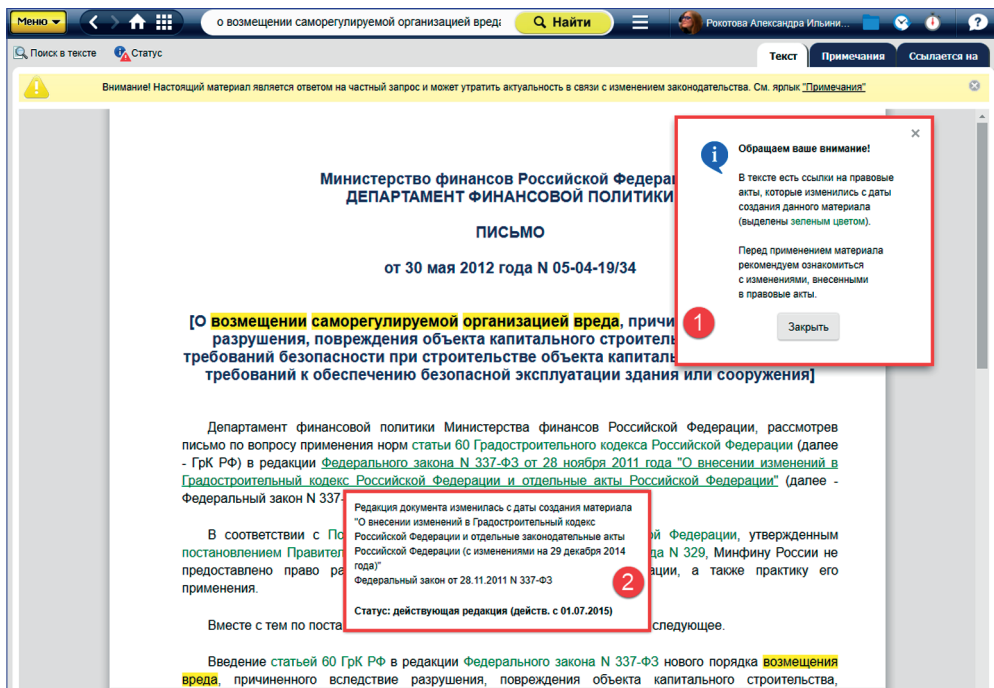 Меню
о возмещении саморегулируемой организацией вреда
Найти
Рокотова Александра Ильини...
?
Поиск в тексте
Статус
Текст
Примечания
Ссылается на
Внимание! Настоящий материал является ответом на частный запрос и может утратить актуальность в связи с изменением законодательства. См. ярлык "Примечания"
Обращаем ваше внимание!
В тексте есть ссылки на правовые
акты, которые изменились с даты
создания данного материала
(выделены зеленым цветом).
Перед применением материала
рекомендуем ознакомиться
с изменениями, внесенными
в правовые акты.
1
Закрыть
Министерство финансов Российской
ДЕПАРТАМЕНТ ФИНАНСОВОЙ ПОЛИТИКИ
ПИСЬМО
от 30 мая 2012 года N 05-04-19/34
[О возмещении саморегулируемой организацией вреда,
разрушения, повреждения объекта капитального
требований безопасности при строительстве объекта
требований к обеспечению безопасной эксплуатации здания или сооружения]
Департамент финансовой политики Министерства финансов Российской Федерации, рассмотрев
письмо по вопросу применения норм статьи 60 Градостроительного кодекса Российской Федерации (далее
- ГрК РФ) в редакции Федерального закона N 337-ФЗ от 28 ноября 2011 года "О внесении изменений в
Градостроительный кодекс Российской Федерации и отдельные акты Российской Федерации" (далее -
Федеральный закон N
В соответствии с Федерации, утвержденным
постановлением N 329, Минфину России не
предоставлено право а также практику его
применения.
Вместе с тем по следующее.
Редакция документа изменилась с даты создания материала
"О внесении изменений в Градостроительный кодекс
Российской Федерации и отдельные законодательные акты
Российской Федерации (с изменениями на 29 декабря 2014
года)"
Федеральный закон от 28.11.2011 N 337-ФЗ
2
Статус: действующая редакция (действ. с 01.07.2015)
Введение статьей 60 ГрК РФ в редакции Федерального закона N 337-ФЗ нового порядка возмещения
вреда, причиненного вследствие разрушения, повреждения объекта капитального строительства,